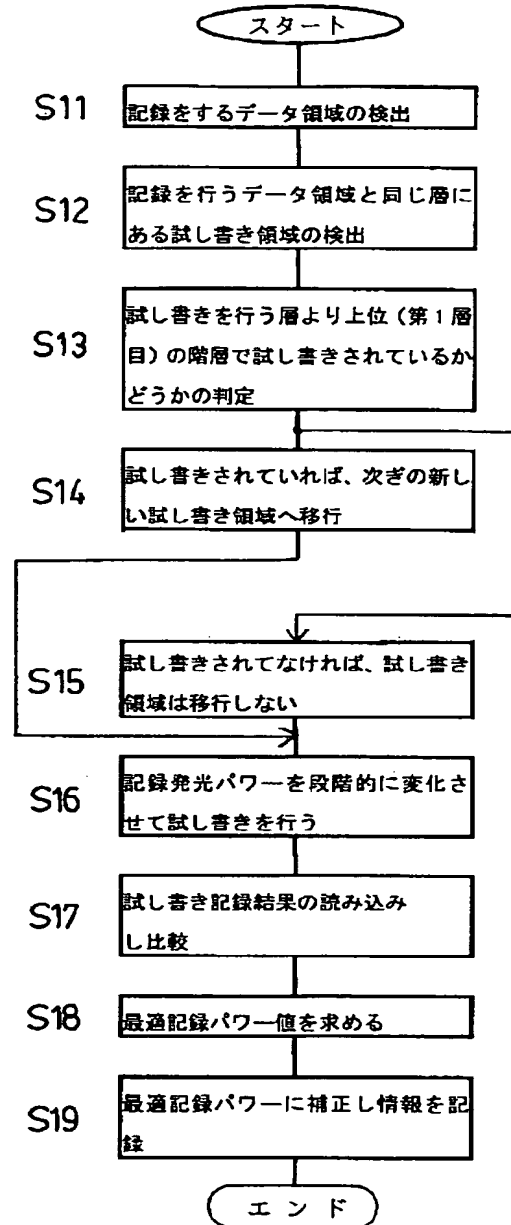 スタート
S11
記録をするデータ領域の検出
S12
記録を行うデータ領域と同じ層に
ある試し書き領域の検出
S13
試し書きを行う層より上位（第1層
目）の階層で試し書きされているか
どうかの判定
S14
試し書きされていれば、次ぎの新し
い試し書き領域へ移行
S15
試し書きされてなければ、試し書き
領域は移行しない
S16
記録発光パワーを段階的に変化さ
せて試し書きを行う
S17
試し書き記録結果の読み込み
し比較
S18
最適記録パワー値を求める
S19
最適記録パワーに補正し情報を記
録
エンド